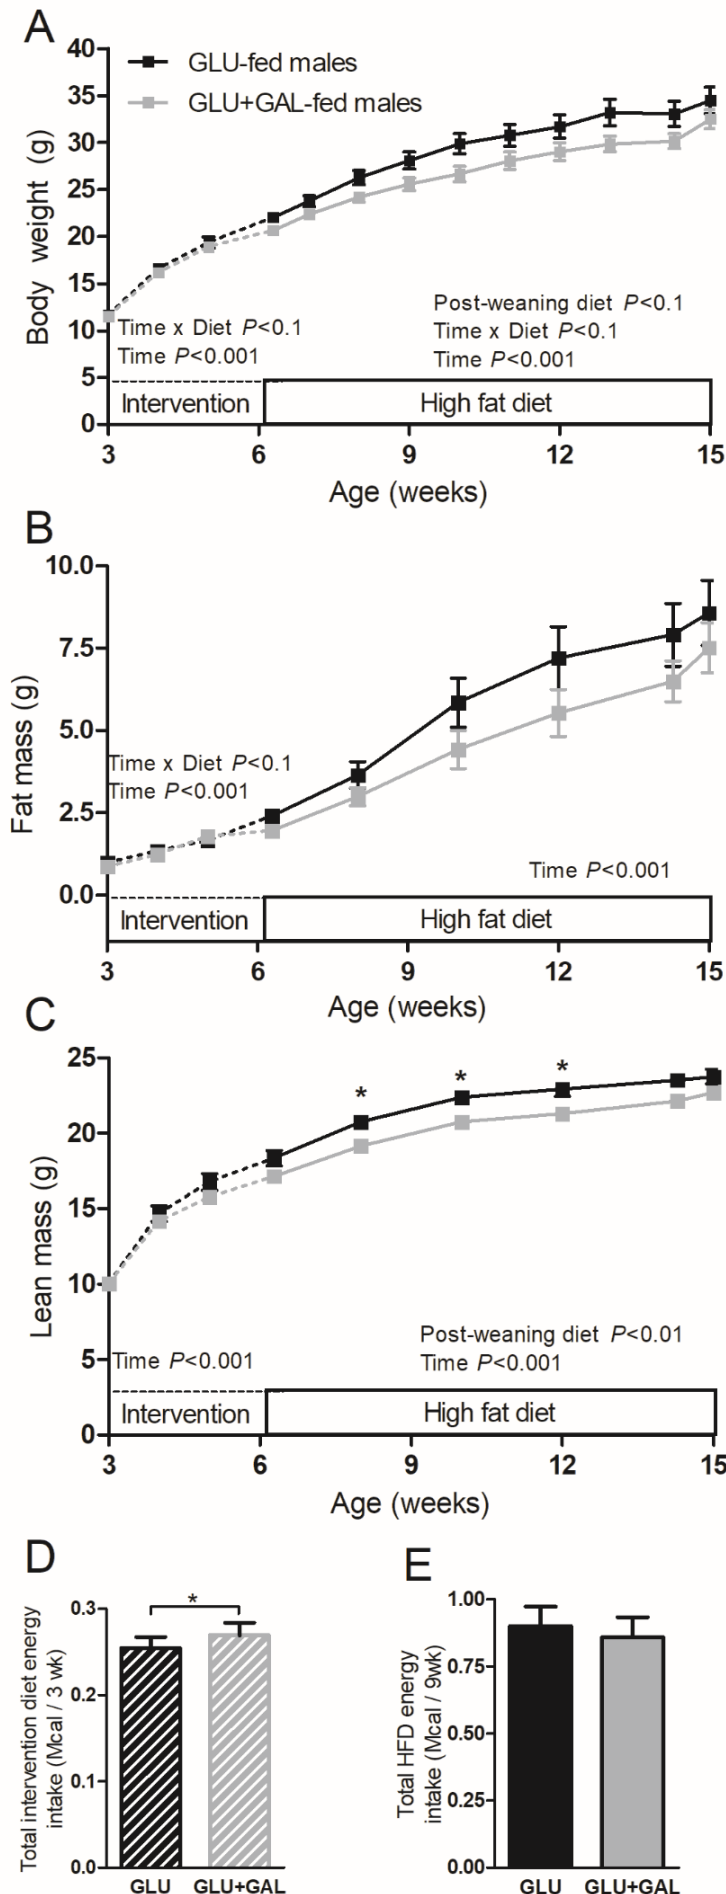 A
GLU-fed males
GLU+GAL-fed males
40
35
30
25
20
15
10
5
0
Body weight (g)
Time x Diet P<0.1
Time P<0.001
Post-weaning diet P<0.1
Time x Diet P<0.1
Time P<0.001
Intervention
High fat diet
3 6 9 12 15
Age (weeks)
B
10.0
7.5
5.0
2.5
0.0
Fat mass (g)
Time x Diet P<0.1
Time P<0.001
Time P<0.001
Intervention
High fat diet
3 6 9 12 15
Age (weeks)
C
25
20
15
10
5
0
Lean mass (g)
* * *
Time P<0.001
Post-weaning diet P<0.01
Time P<0.001
Intervention
High fat diet
3 6 9 12 15
Age (weeks)
D
0.3
0.2
0.1
0.0
Total intervention diet energy
intake (Mcal / 3 wk)
*
GLU GLU+GAL
E
1.00
0.75
0.50
0.25
0.00
Total HFD energy
intake (Mcal / 9wk)
GLU GLU+GAL